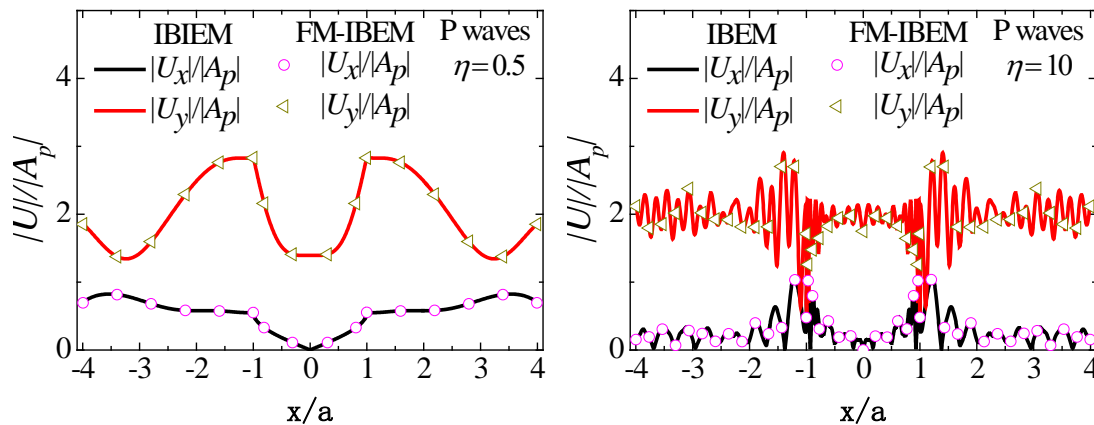 IBIEM FM-IBEM P waves
|Ux|/|Ap| |Ux|/|Ap| η=0.5
|Uy|/|Ap| |Uy|/|Ap|
|U|/|Ap|
4
2
0
-4 -3 -2 -1 0 1 2 3 4
x/a
IBEM FM-IBEM P waves
|Ux|/|Ap| |Ux|/|Ap| η=10
|Uy|/|Ap| |Uy|/|Ap|
|U|/|Ap|
4
2
0
-4 -3 -2 -1 0 1 2 3 4
x/a